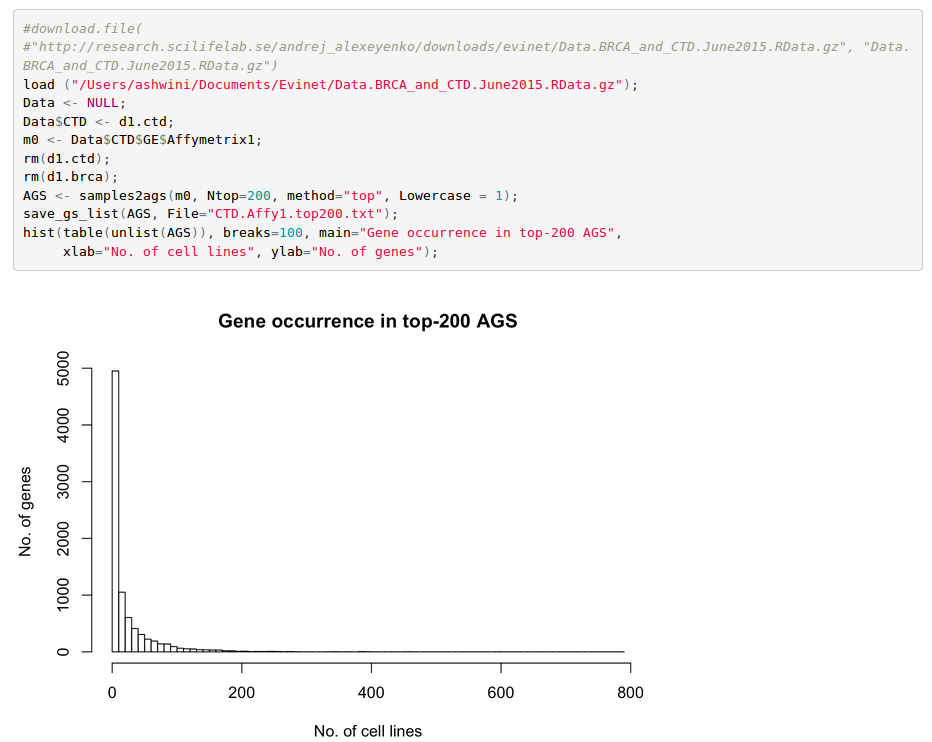 #download.file(
#"http://research.scilifelab.se/andrej_alexeyenko/downloads/evinet/Data.BRCA_and_CTD.June2015.RData.gz", "Data.
BRCA_and_CTD.June2015.RData.gz")
load ("/Users/ashwini/Documents/Evinet/Data.BRCA_and_CTD.June2015.RData.gz");
Data <- NULL;
Data$CTD <- d1.ctd;
m0 <- Data$CTD$GE$Affymetrix1;
rm(d1.ctd);
rm(d1.brca);
AGS <- samples2ags(m0, Ntop=200, method="top", Lowercase = 1);
save_gs_list(AGS, File="CTD.Affy1.top200.txt");
hist(table(unlist(AGS)), breaks=100, main="Gene occurrence in top-200 AGS",
     xlab="No. of cell lines", ylab="No. of genes");
Gene occurrence in top-200 AGS
No. of genes
5000
4000
3000
2000
1000
0
0 200 400 600 800
No. of cell lines